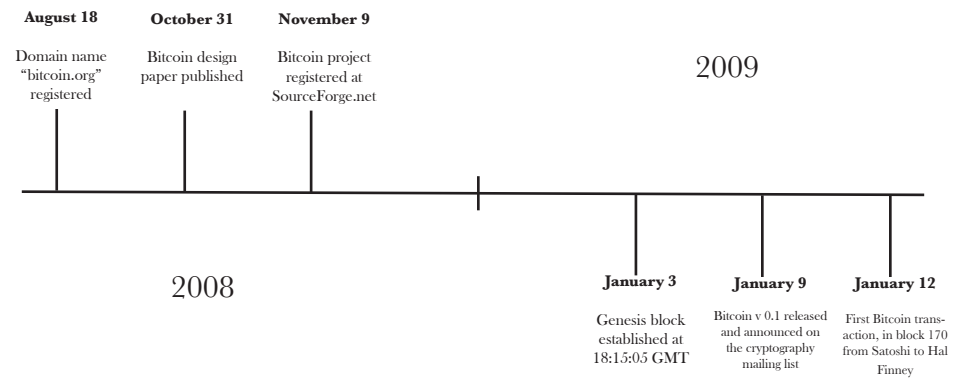 August 18
Domain name
“bitcoin.org”
registered
October 31
Bitcoin design
paper published
November 9
Bitcoin project
registered at
SourceForge.net
2009
2008
January 3
Genesis block
established at
18:15:05 GMT
January 9
Bitcoin v 0.1 released
and announced on
the cryptography
mailing list
January 12
First Bitcoin trans-
action, in block 170
from Satoshi to Hal
Finney